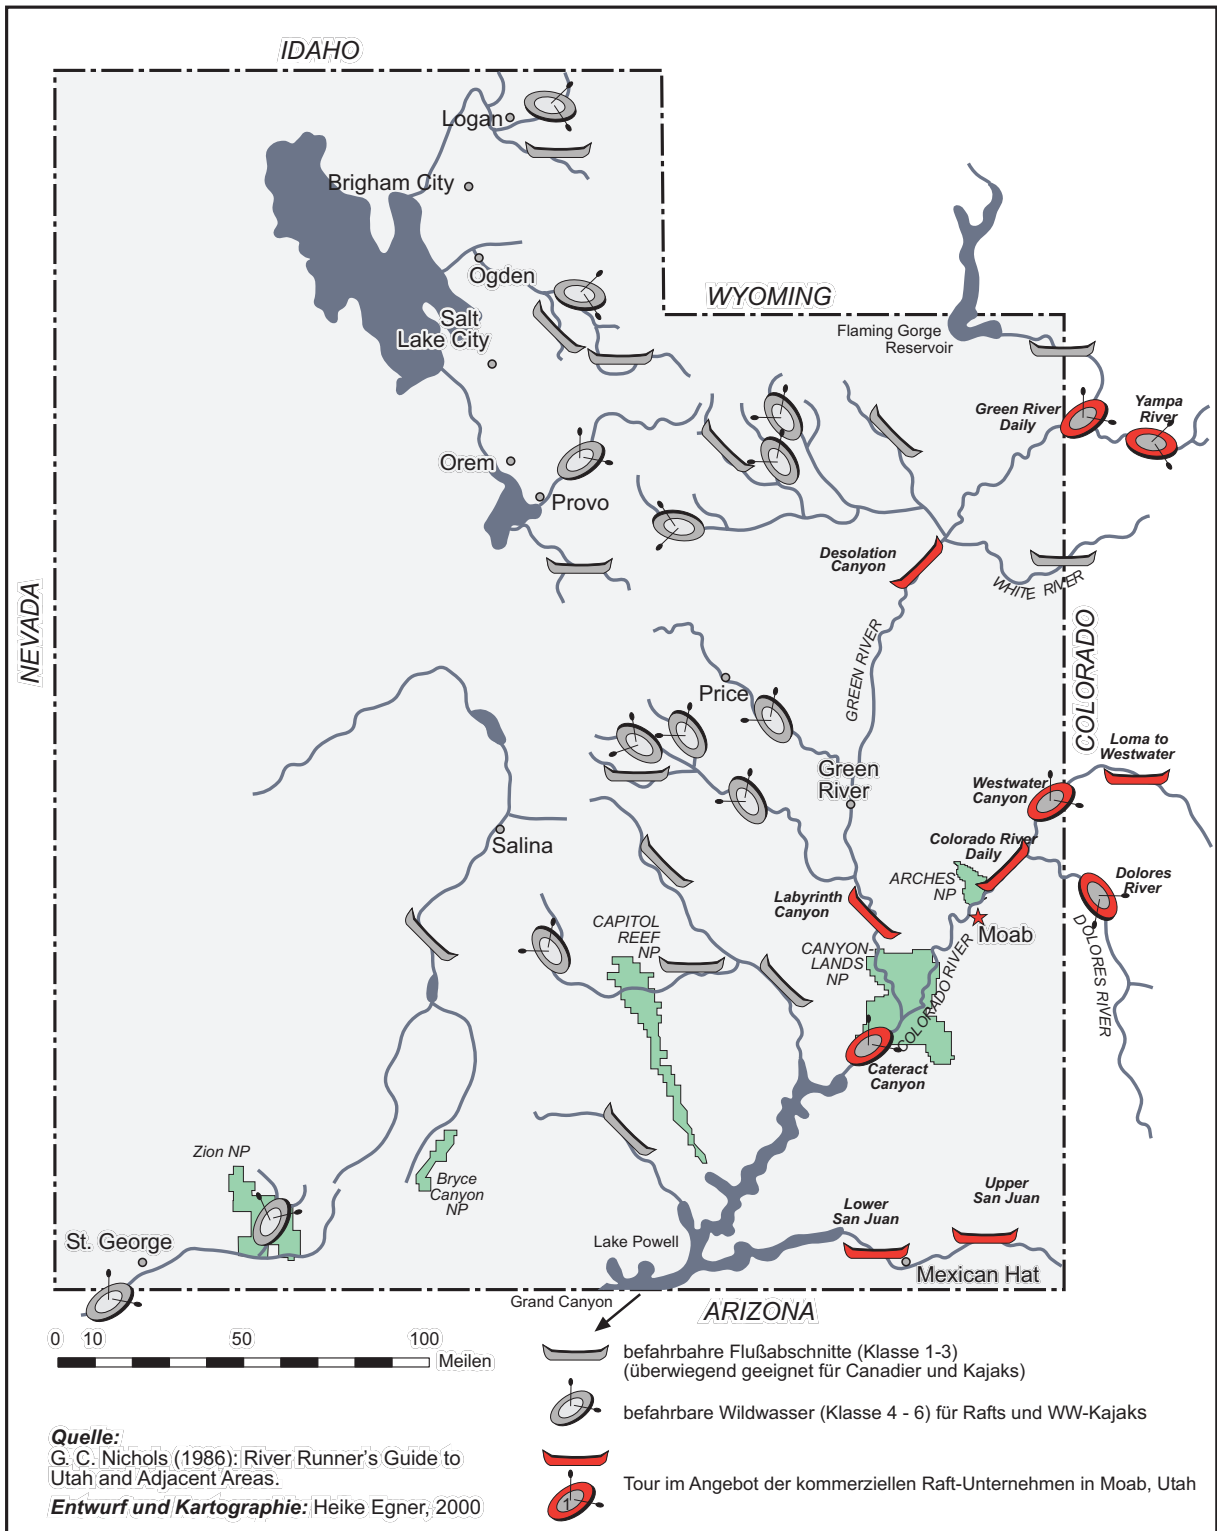 IDAHO
Logan
Brigham City
Ogden
WYOMING
Salt
Lake City
Flaming Gorge
Reservoir
Green River
Daily
Yampa
River
Orem
Provo
Desolation
Canyon
WHITE RIVER
NEVADA
GREEN RIVER
COLORADO
Price
Loma to
Westwater
Green
River
Westwater
Canyon
Salina
Colorado River
Daily
ARCHES
NP
Dolores
River
Labyrinth
Canyon
CAPITOL
REEF
NP
Moab
CANYON-
LANDS
NP
COLORADO RIVER
DOLORES RIVER
Cateract
Canyon
Zion NP
Bryce
Canyon
NP
Upper
San Juan
Lower
San Juan
St. George
Lake Powell
Mexican Hat
Grand Canyon
ARIZONA
0 10 50 100
Meilen
befahrbahre Flußabschnitte (Klasse 1-3)
(überwiegend geeignet für Canadier und Kajaks)
befahrbare Wildwasser (Klasse 4 - 6) für Rafts und WW-Kajaks
1
Tour im Angebot der kommerziellen Raft-Unternehmen in Moab, Utah
Quelle:
G. C. Nichols (1986): River Runner's Guide to
Utah and Adjacent Areas.
Entwurf und Kartographie: Heike Egner, 2000